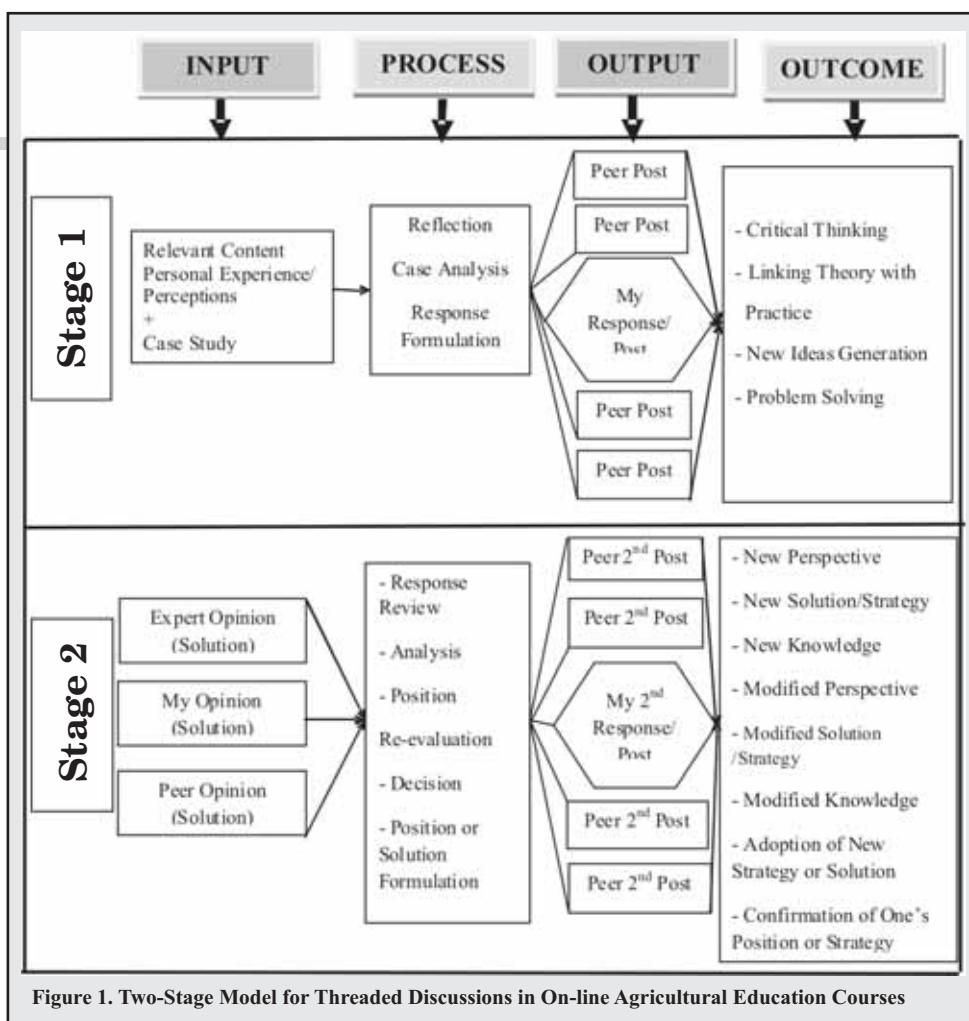 INPUT
PROCESS
OUTPUT
OUTCOME
Stage 1
Relevant Content
Personal Experience/
Perceptions
+
Case Study
Reflection
Case Analysis
Response
Formulation
Peer Post
Peer Post
My
Response/
Post
Peer Post
Peer Post
- Critical Thinking
- Linking Theory with
Practice
- New Ideas Generation
- Problem Solving
Stage 2
Expert Opinion
(Solution)
My Opinion
(Solution)
Peer Opinion
(Solution)
- Response
Review
- Analysis
- Position
Re-evaluation
- Decision
- Position or
Solution
Formulation
Peer 2nd Post
Peer 2nd Post
My 2nd
Response/
Post
Peer 2nd Post
Peer 2nd Post
- New Perspective
- New Solution/Strategy
- New Knowledge
- Modified Perspective
- Modified Solution
/Strategy
- Modified Knowledge
- Adoption of New
Strategy or Solution
- Confirmation of One's
Position or Strategy
Figure 1. Two-Stage Model for Threaded Discussions in On-line Agricultural Education Courses